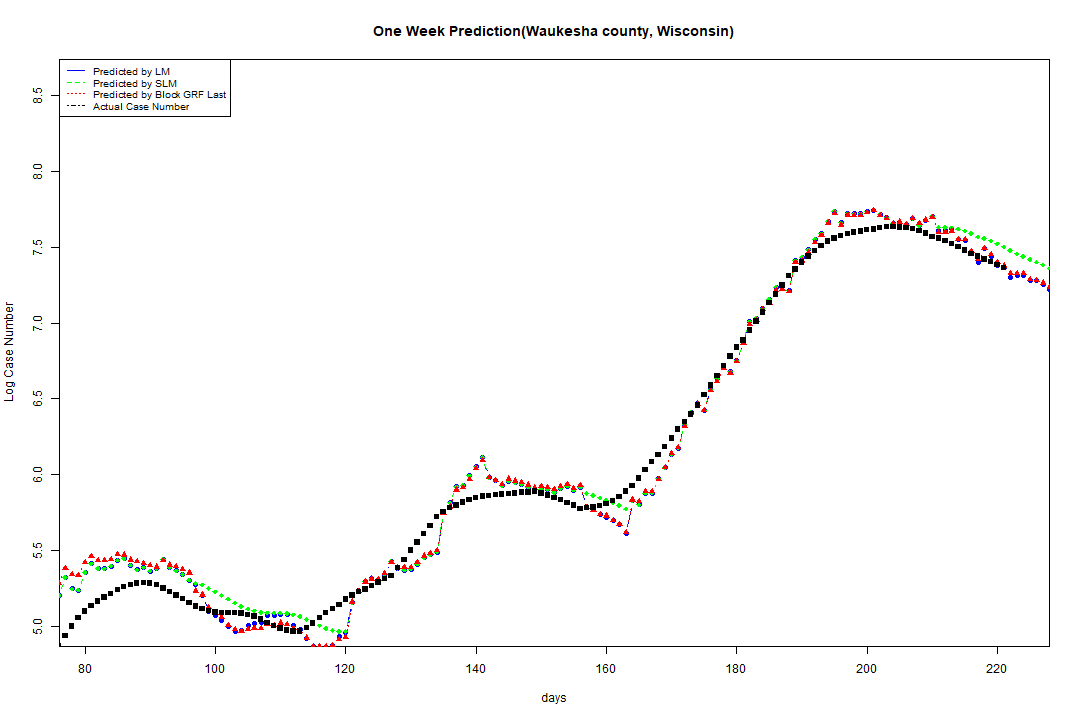 One Week Prediction(Waukesha county, Wisconsin)
Predicted by LM
Predicted by SLM
Predicted by Block GRF Last
Actual Case Number
8.5
8.0
7.5
7.0
6.5
6.0
5.5
5.0
Log Case Number
80 100 120 140 160 180 200 220
days